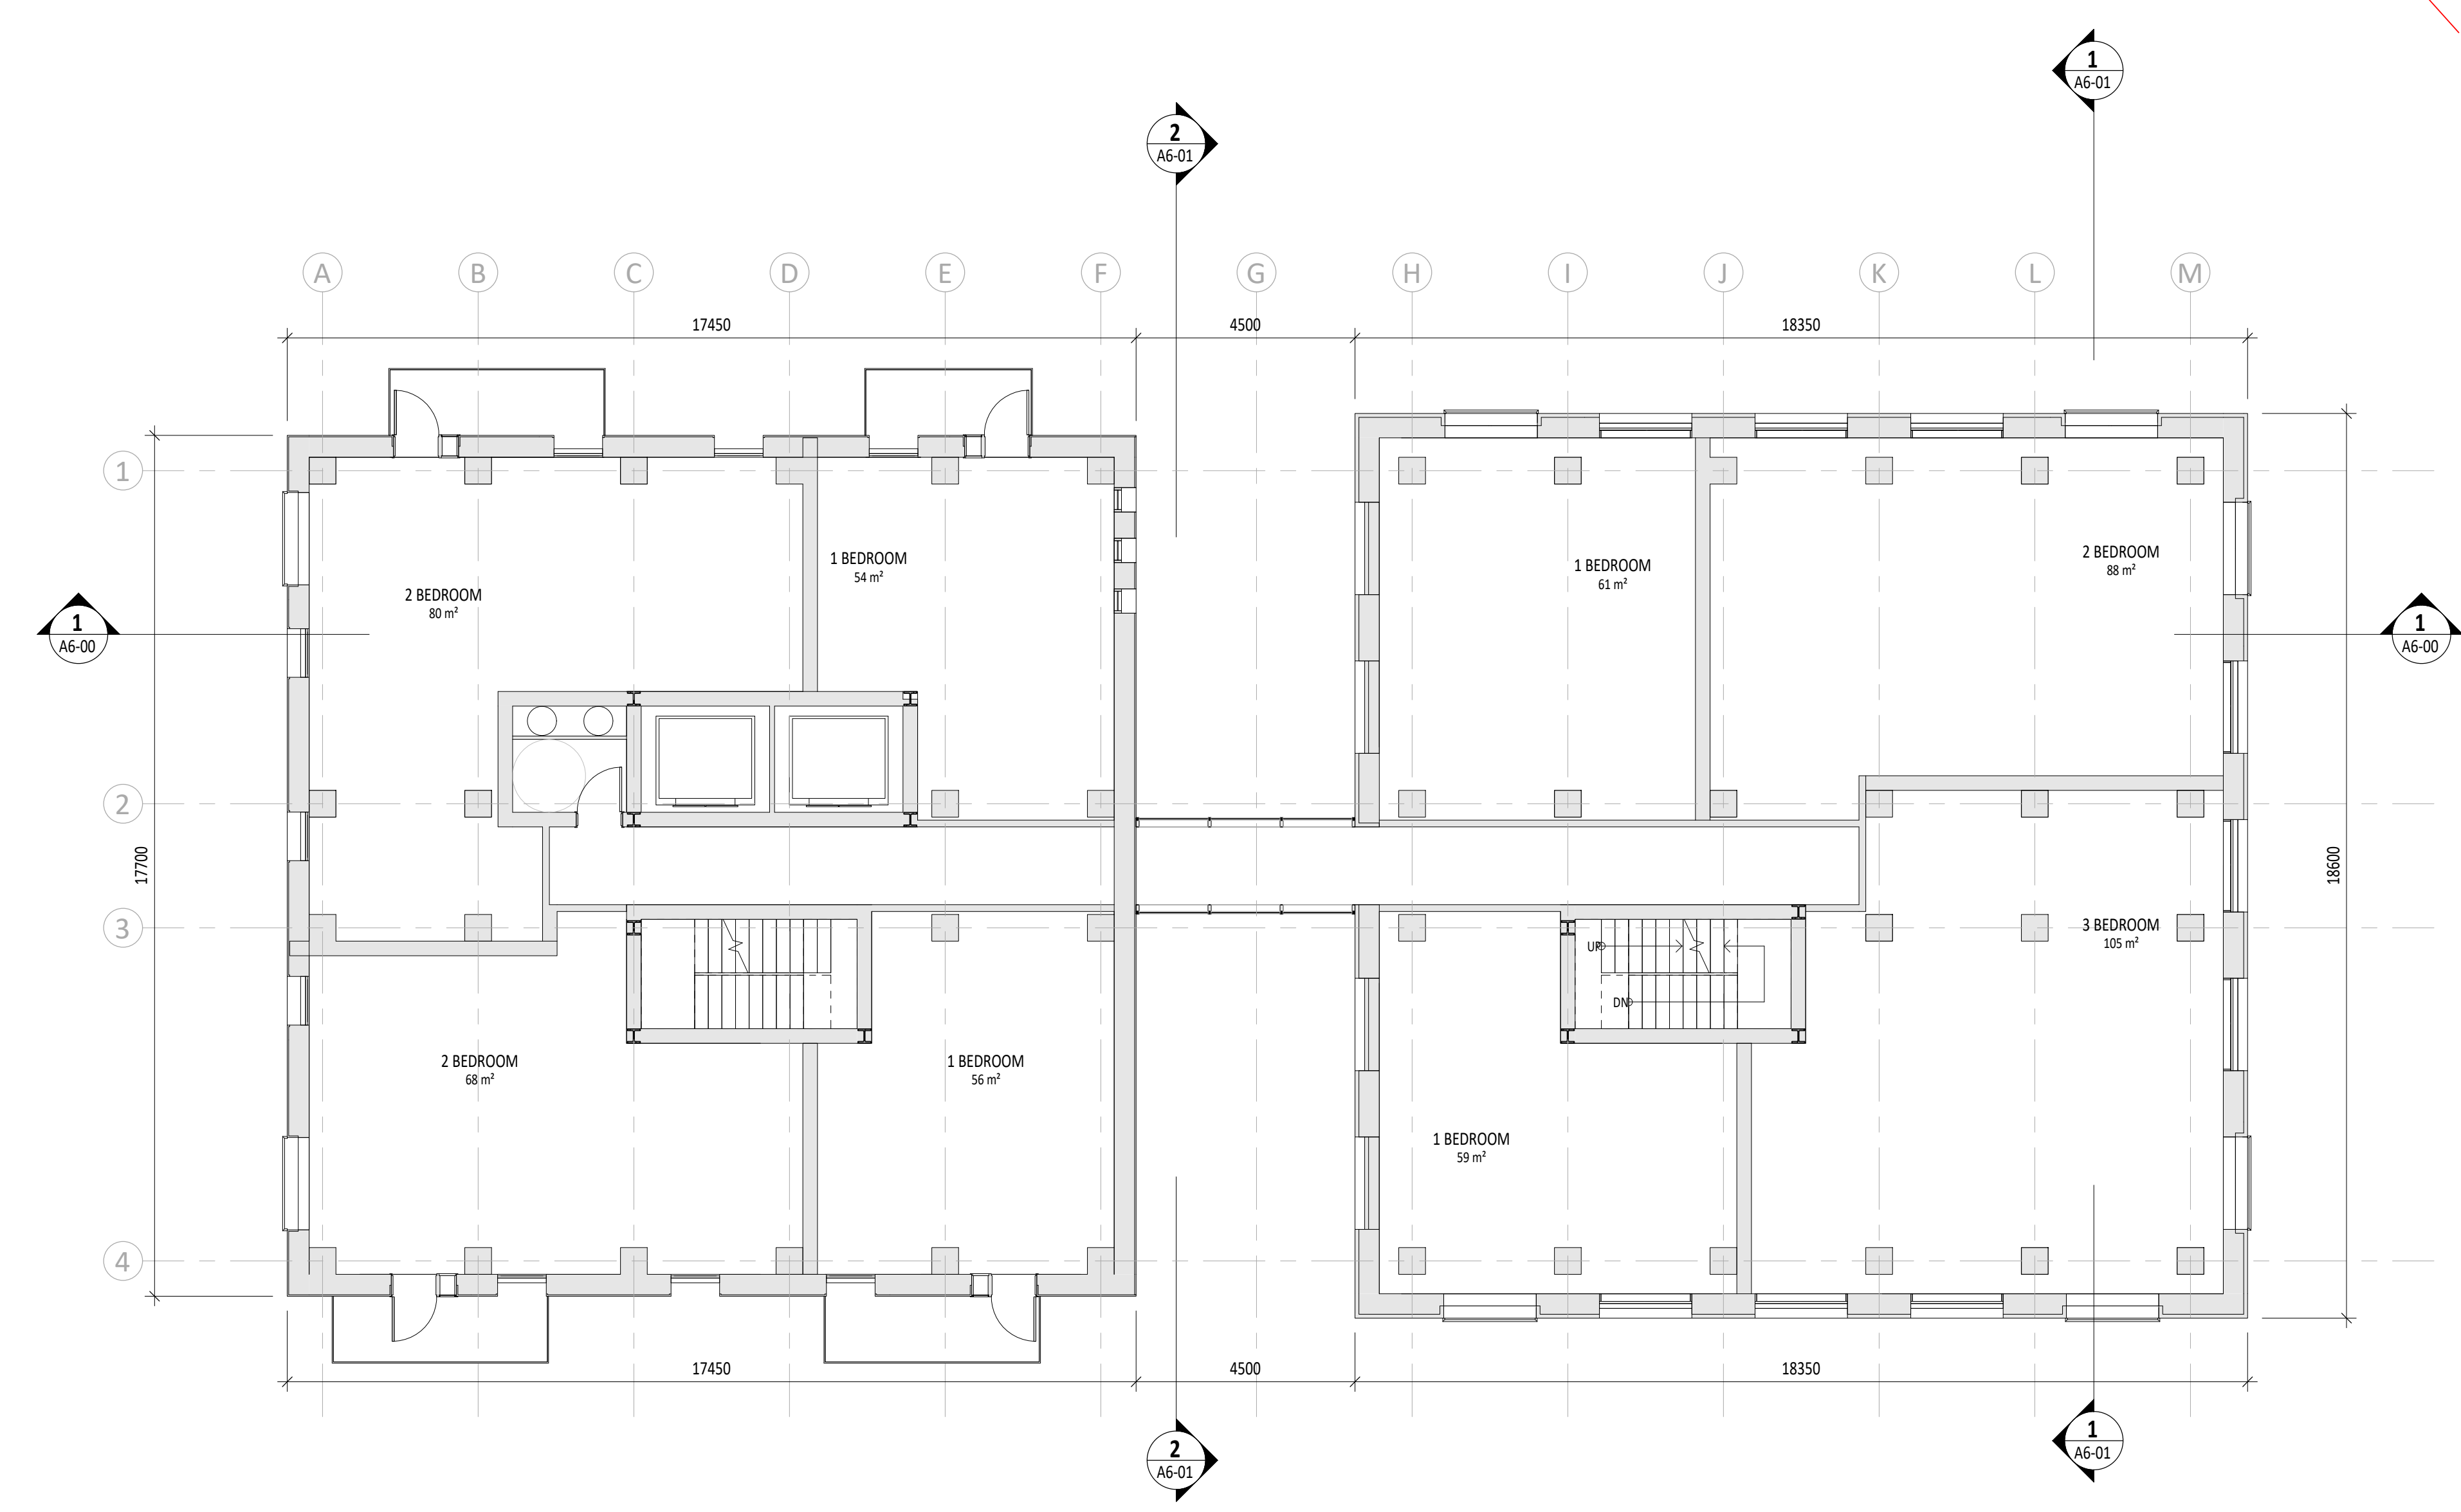 1
A6-01
2
A6-01
A B C D E F G H I J K L M
17450 4500 18350
1
1 BEDROOM
54 m²
2 BEDROOM
88 m²
1 BEDROOM
61 m²
2 BEDROOM
80 m²
1
A6-00
1
A6-00
2
17700
18600
3
3 BEDROOM
105 m²
UP
DN
2 BEDROOM
68 m²
1 BEDROOM
56 m²
1 BEDROOM
59 m²
4
17450 4500 18350
1
A6-01
2
A6-01